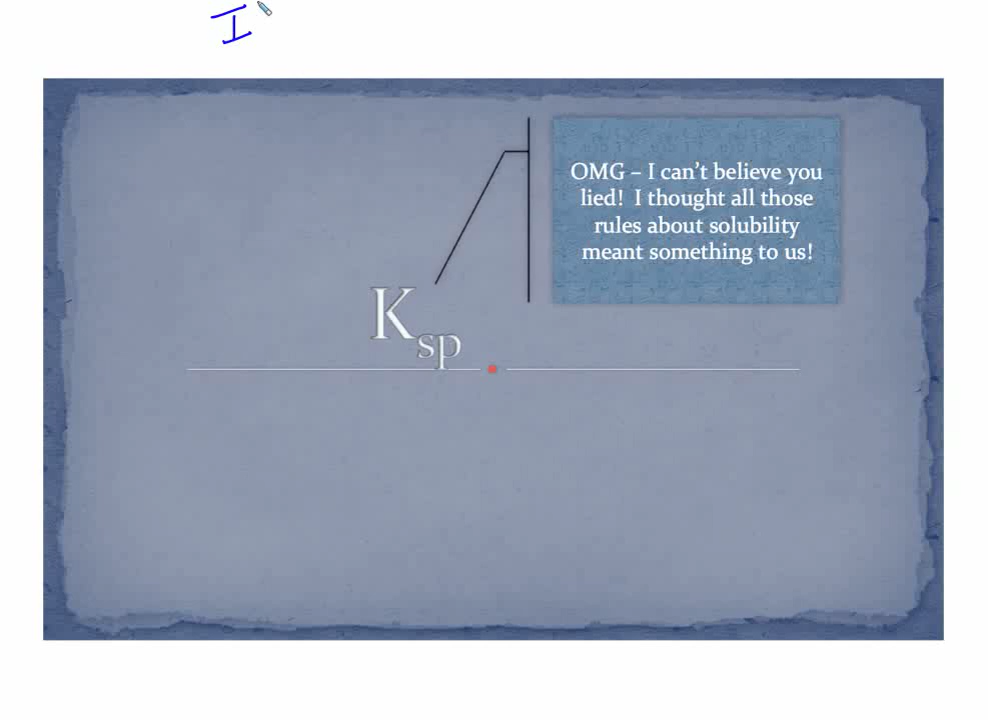 I
OMG – I can't believe you
lied!  I thought all those
rules about solubility
meant something to us!
Ksp